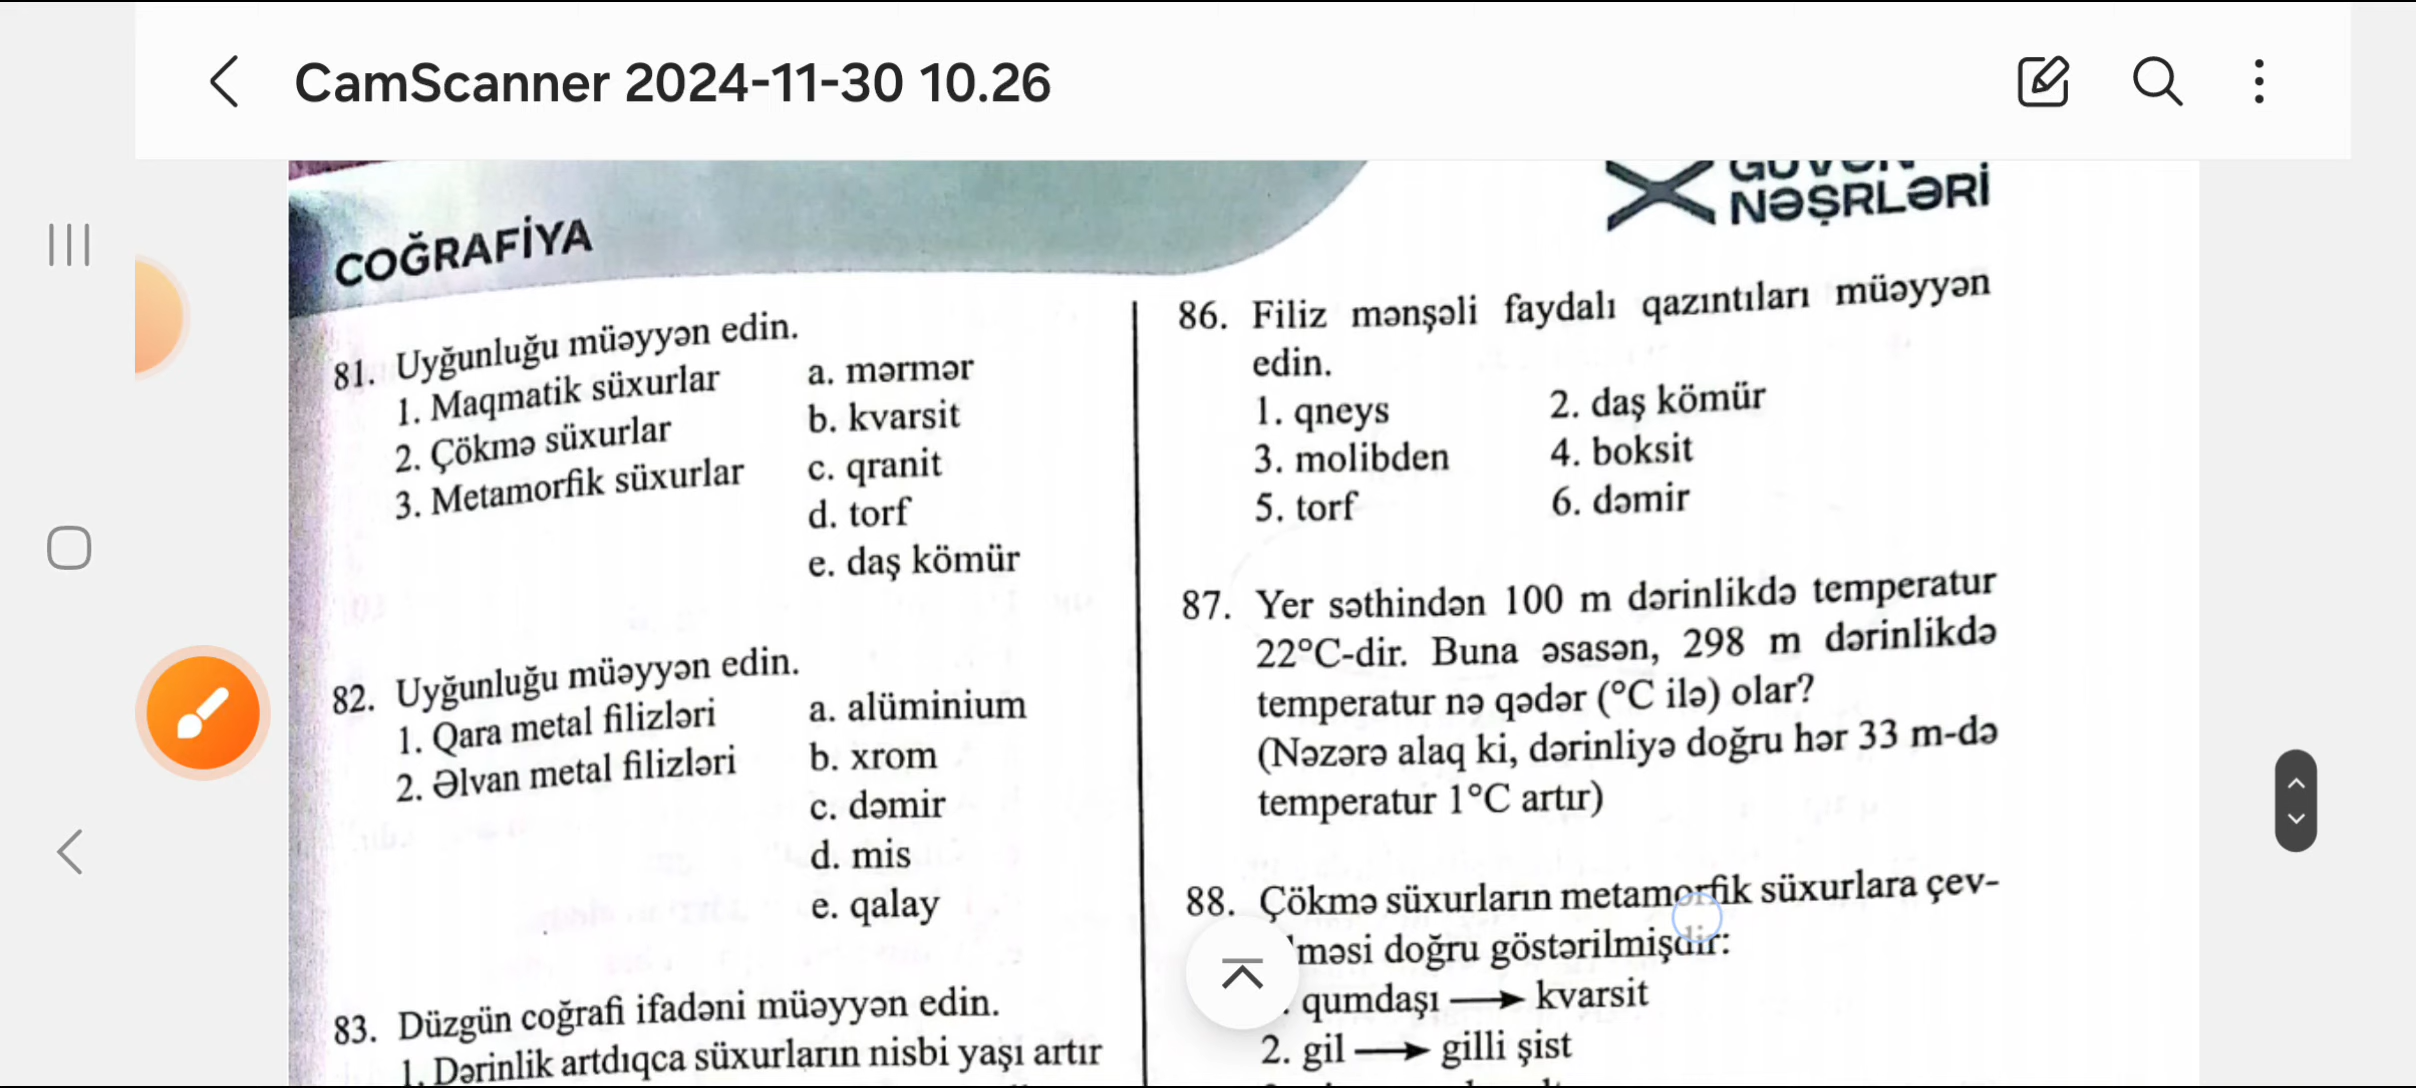 CamScanner 2024-11-30 10.26
NƏŞRLƏRİ
COĞRAFİYA
81. Uyğunluğu müəyyən edin.
1. Maqmatik süxurlar
2. Çökmə süxurlar
3. Metamorfik süxurlar
a. mərmər
b. kvarsit
c. qranit
d. torf
e. daş kömür
82. Uyğunluğu müəyyən edin.
1. Qara metal filizləri
2. Əlvan metal filizləri
a. alüminium
b. xrom
c. dəmir
d. mis
e. qalay
83. Düzgün coğrafi ifadəni müəyyən edin.
1. Dərinlik artdıqca süxurların nisbi yaşı artır
86. Filiz mənşəli faydalı qazıntıları müəyyən
edin.
1. qneys 2. daş kömür
3. molibden 4. boksit
5. torf 6. dəmir
87. Yer səthindən 100 m dərinlikdə temperatur
22°C-dir. Buna əsasən, 298 m dərinlikdə
temperatur nə qədər (°C ilə) olar?
(Nəzərə alaq ki, dərinliyə doğru hər 33 m-də
temperatur 1°C artır)
88. Çökmə süxurların metamorfik süxurlara çev-
məsi doğru göstərilmişdir:
qumdaşı → kvarsit
2. gil → gilli şist